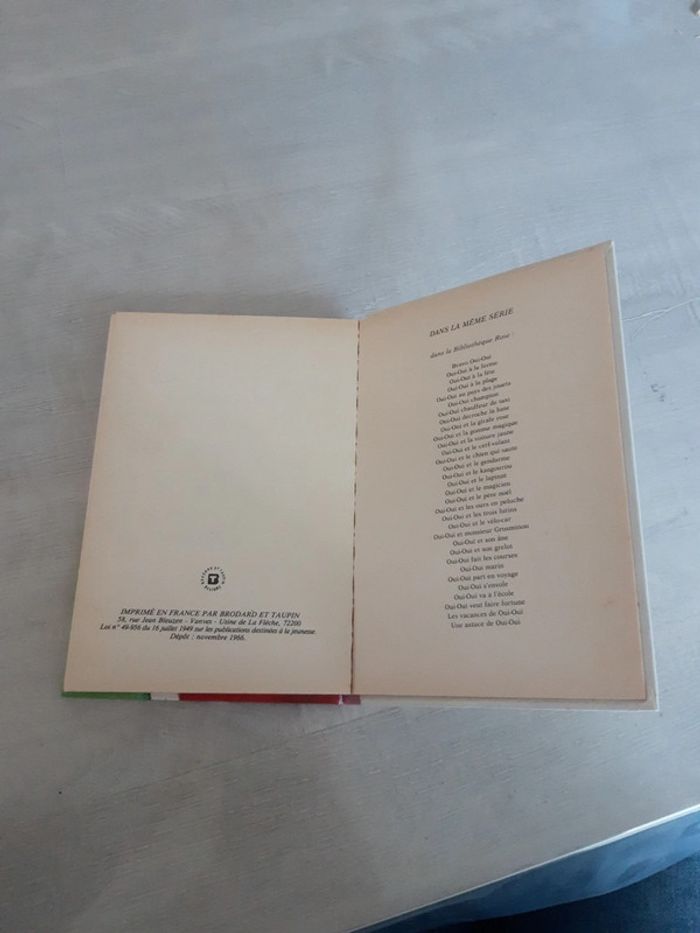 BRODARD ET TAUPIN
RELIURE
IMPRIMÉ EN FRANCE PAR BRODARD ET TAUPIN
58, rue Jean Bleuzen - Vanves - Usine de La Flèche, 72200
Loi n° 49-956 du 16 juillet 1949 sur les publications destinées à la jeunesse.
Dépôt : novembre 1966.
DANS LA MÊME SÉRIE
dans la Bibliothèque Rose :
Bravo Oui-Oui
Oui-Oui à la ferme
Oui-Oui à la fête
Oui-Oui à la plage
Oui-Oui au pays des jouets
Oui-Oui champion
Oui-Oui chauffeur de taxi
Oui-Oui décroche la lune
Oui-Oui et la girafe rose
Oui-Oui et la gomme magique
Oui-Oui et la voiture jaune
Oui-Oui et le cerf-volant
Oui-Oui et le chien qui saute
Oui-Oui et le gendarme
Oui-Oui et le kangourou
Oui-Oui et le lapinzé
Oui-Oui et le magicien
Oui-Oui et le père noël
Oui-Oui et les ours en peluche
Oui-Oui et les trois lutins
Oui-Oui et le vélo-car
Oui-Oui et monsieur Grosminou
Oui-Oui et son âne
Oui-Oui et son grelot
Oui-Oui fait les courses
Oui-Oui marin
Oui-Oui part en voyage
Oui-Oui s'envole
Oui-Oui va à l'école
Oui-Oui veut faire fortune
Les vacances de Oui-Oui
Une astuce de Oui-Oui